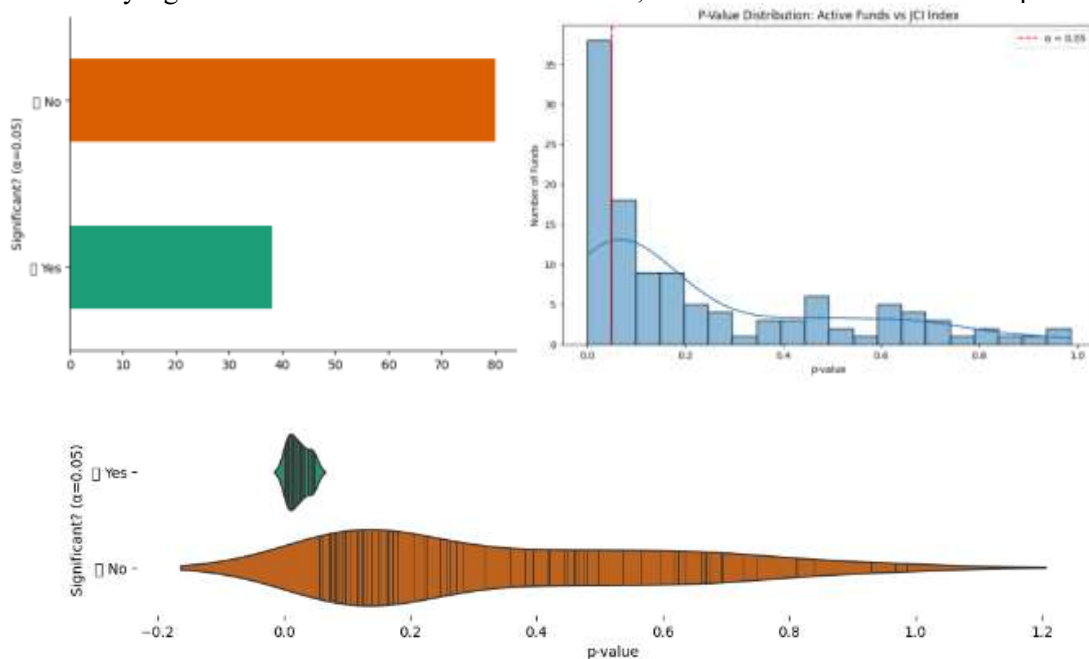 P-Value Distribution: Active Funds vs JCI Index
Significant? (α=0.05)
No
Yes
0 10 20 30 40 50 60 70 80
α = 0.05
Number of Funds
35
30
25
20
15
10
5
0
0.0 0.2 0.4 0.6 0.8 1.0
p-value
Significant? (α=0.05)
Yes
No
−0.2 0.0 0.2 0.4 0.6 0.8 1.0 1.2
p-value